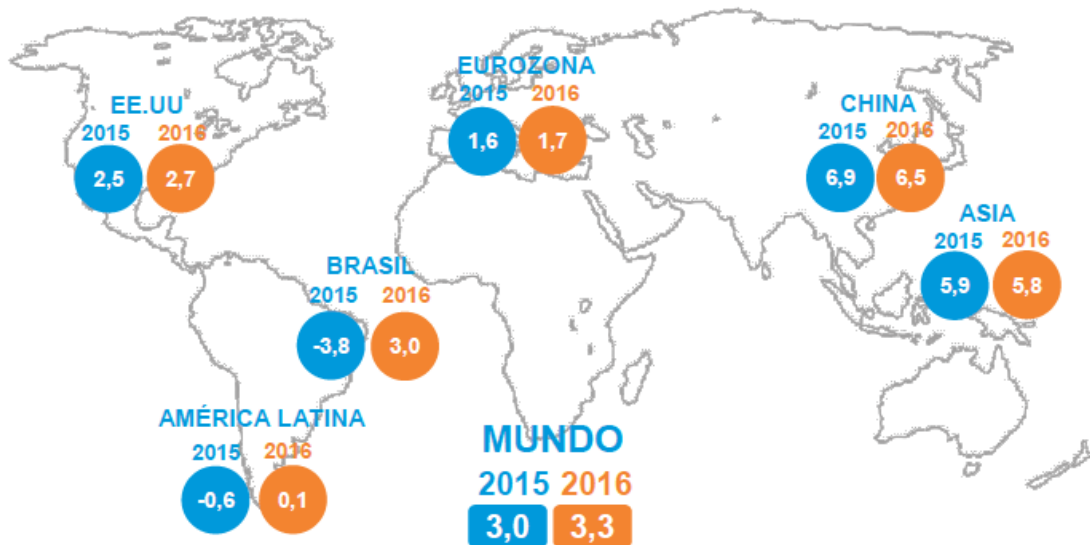 EUROZONA
2015 2016
1,6 1,7
EE.UU
2015 2016
2,5 2,7
CHINA
2015 2016
6,9 6,5
ASIA
2015 2016
5,9 5,8
BRASIL
2015 2016
-3,8 3,0
AMÉRICA LATINA
2015 2016
-0,6 0,1
MUNDO
2015 2016
3,0 3,3